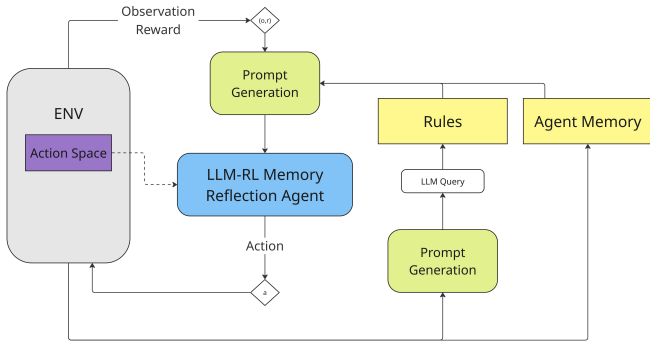 Observation
Reward
(o,r)
Prompt
Generation
ENV
Action Space
Rules
Agent Memory
LLM-RL Memory
Reflection Agent
LLM Query
Action
Prompt
Generation
a